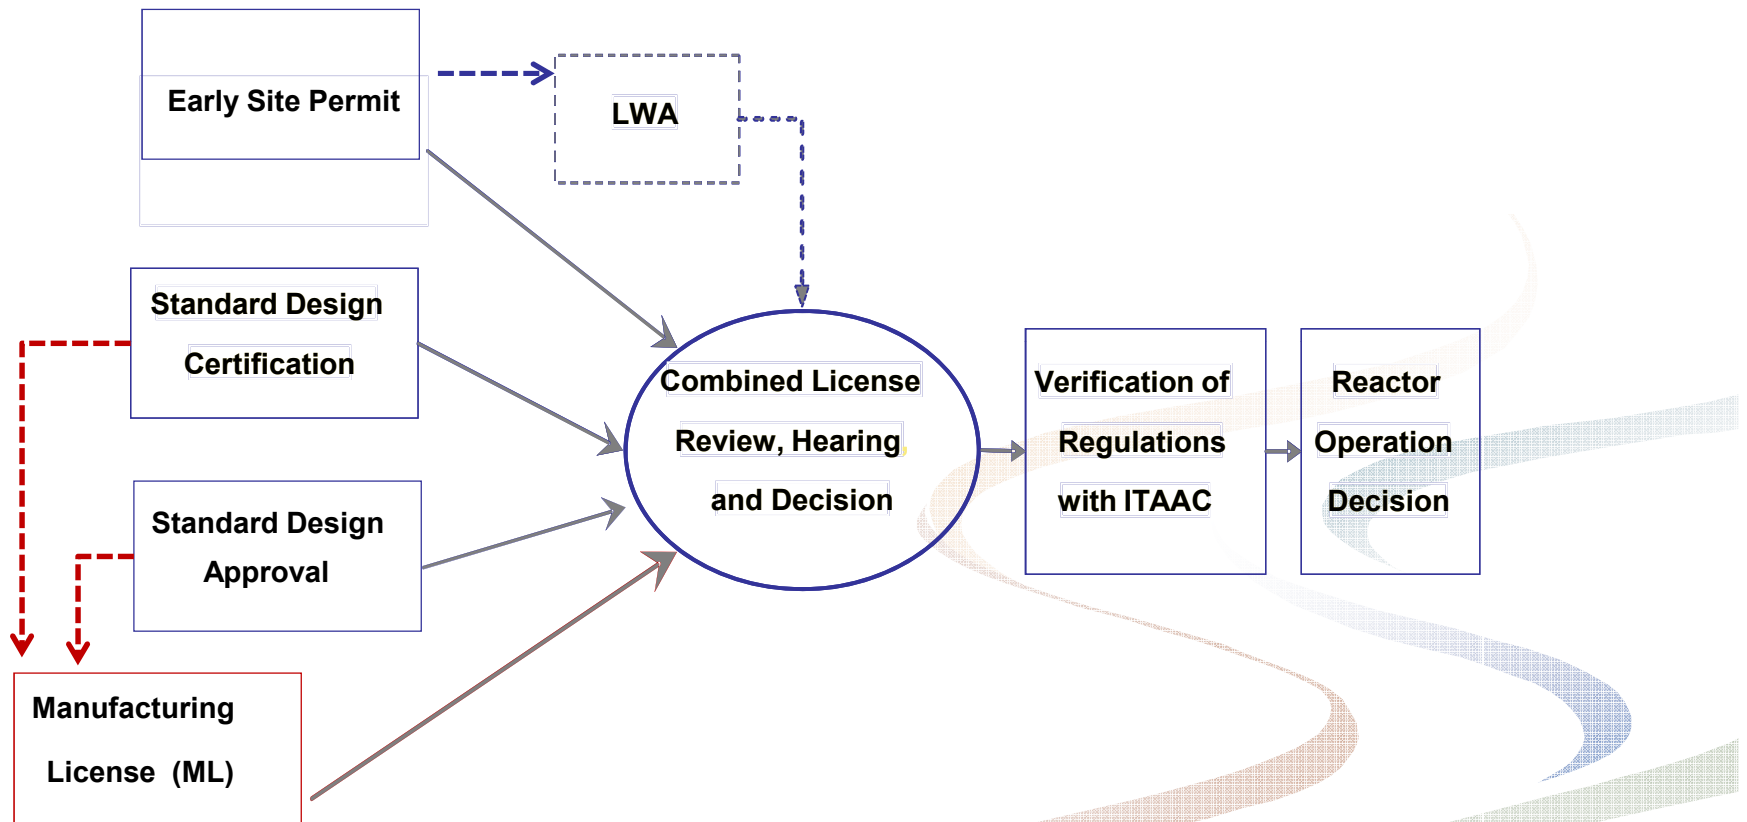 Early Site Permit
LWA
Standard Design
Certification
Standard Design
Approval
Manufacturing
License (ML)
Combined License
Review, Hearing
and Decision
Verification of
Regulations
with ITAAC
Reactor
Operation
Decision